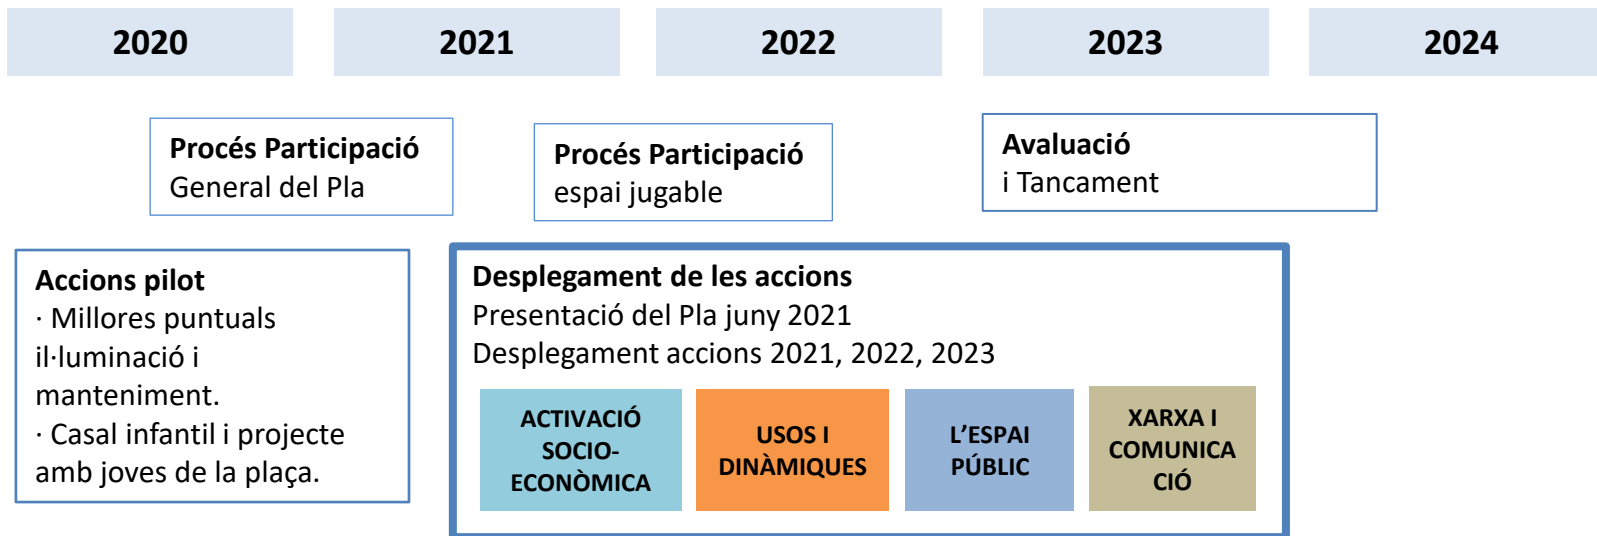 2020
2021
2022
2023
2024
Procés Participació
General del Pla
Procés Participació
espai jugable
Avaluació
i Tancament
Accions pilot
· Millores puntuals
il·luminació i
manteniment.
· Casal infantil i projecte
amb joves de la plaça.
Desplegament de les accions
Presentació del Pla juny 2021
Desplegament accions 2021, 2022, 2023
ACTIVACIÓ
SOCIO-
ECONÒMICA
USOS I
DINÀMIQUES
L'ESPAI
PÚBLIC
XARXA I
COMUNICA
CIÓ